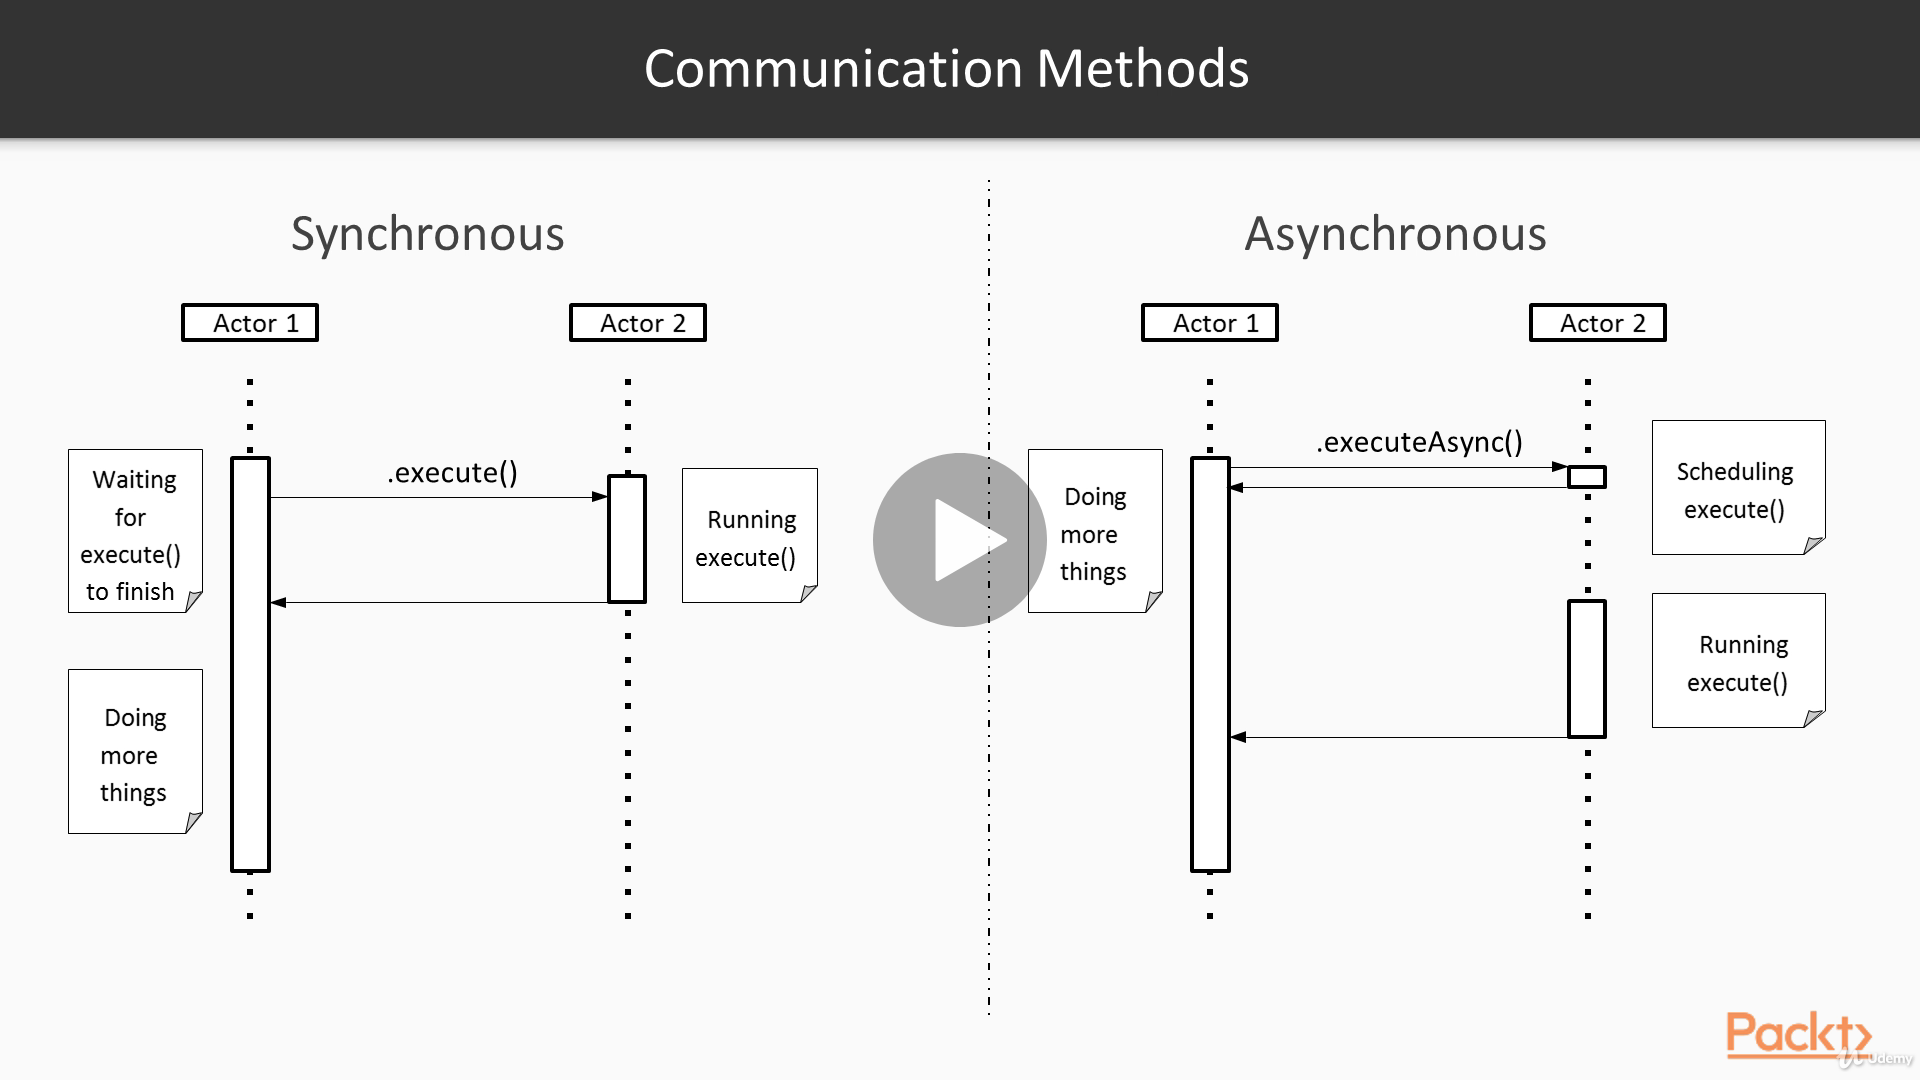 Communication Methods
Synchronous
Actor 1
Actor 2
Waiting
for
execute()
to finish
.execute()
Running
execute()
Doing
more
things
Asynchronous
Actor 1
Actor 2
Doing
more
things
.executeAsync()
Scheduling
execute()
Running
execute()
Packt
Udemy